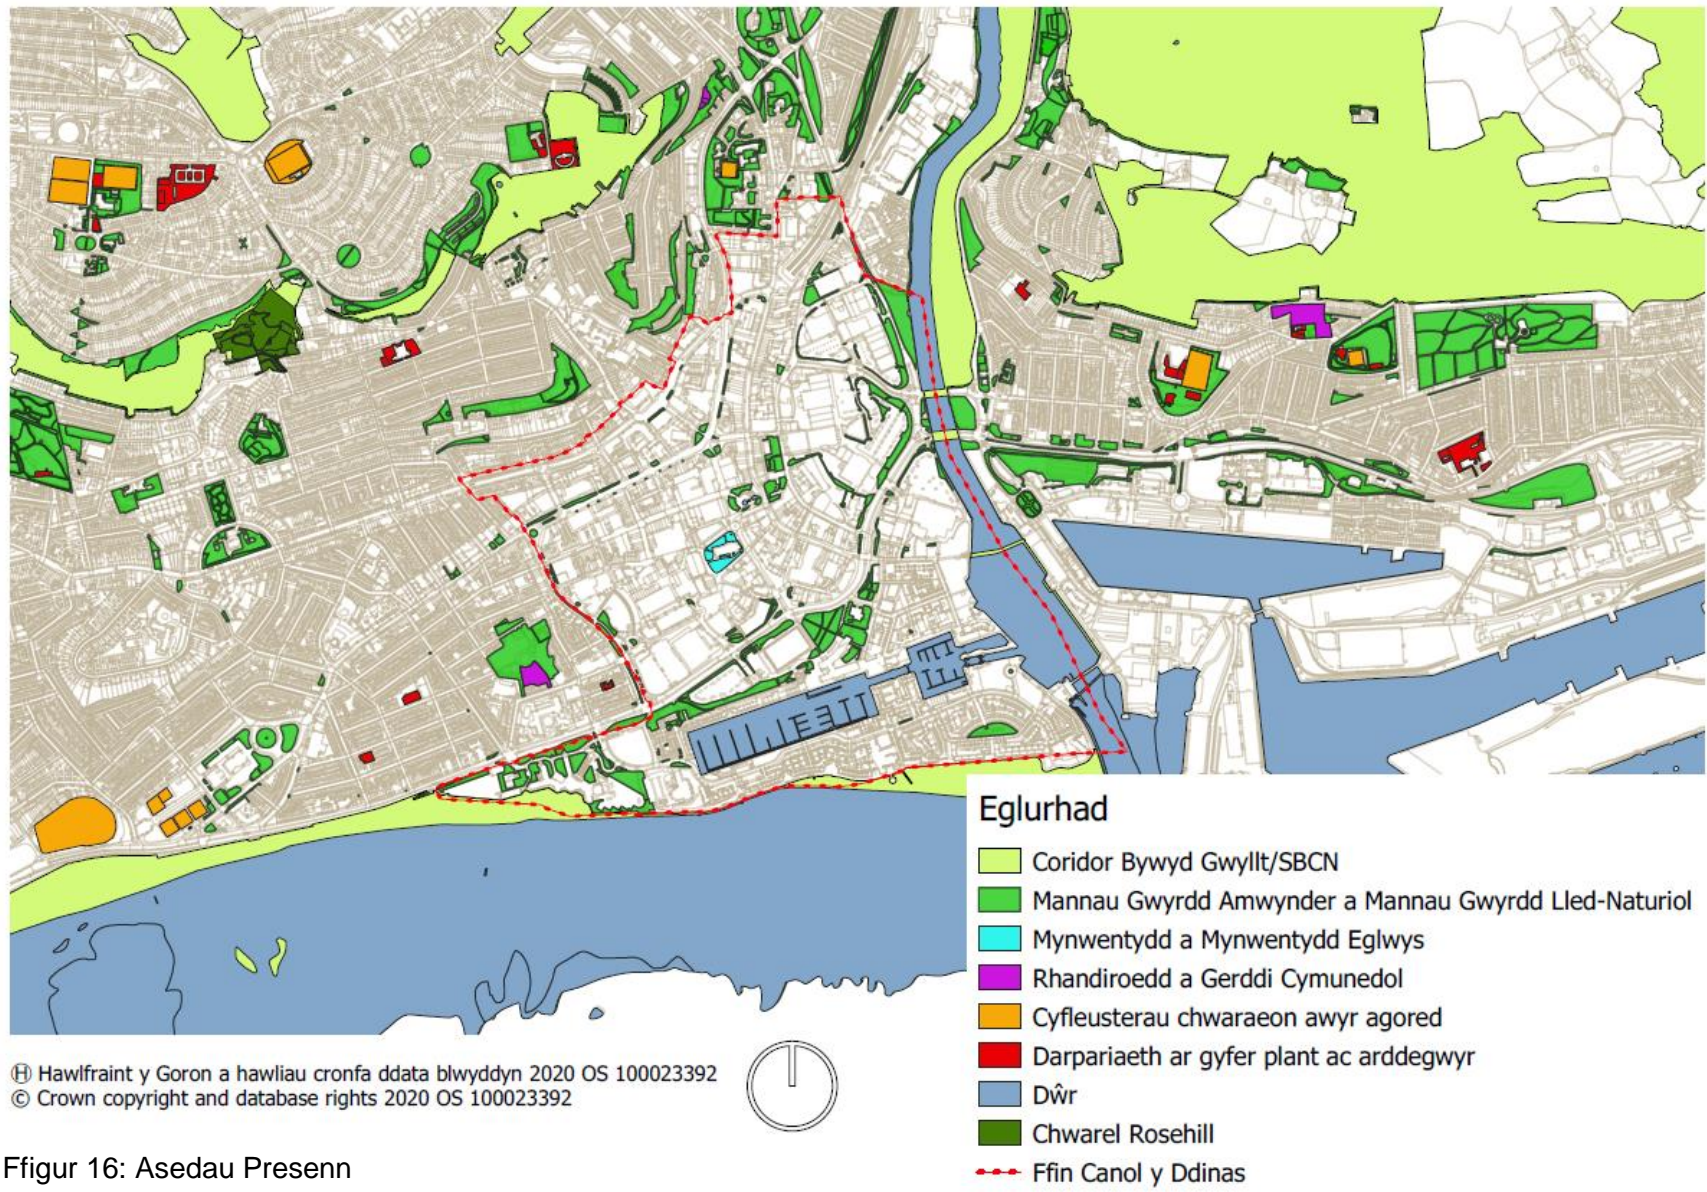 Eglurhad
Coridor Bywyd Gwyllt/SBCN
Mannau Gwyrdd Amwynder a Mannau Gwyrdd Lled-Naturiol
Mynwentydd a Mynwentydd Eglwys
Rhandiroedd a Gerddi Cymunedol
Cyfleusterau chwaraeon awyr agored
Darpariaeth ar gyfer plant ac arddegwyr
Dŵr
Chwarel Rosehill
Ffin Canol y Ddinas
Ⓗ Hawlfraint y Goron a hawliau cronfa ddata blwyddyn 2020 OS 100023392
© Crown copyright and database rights 2020 OS 100023392
Ffigur 16: Asedau Presenn